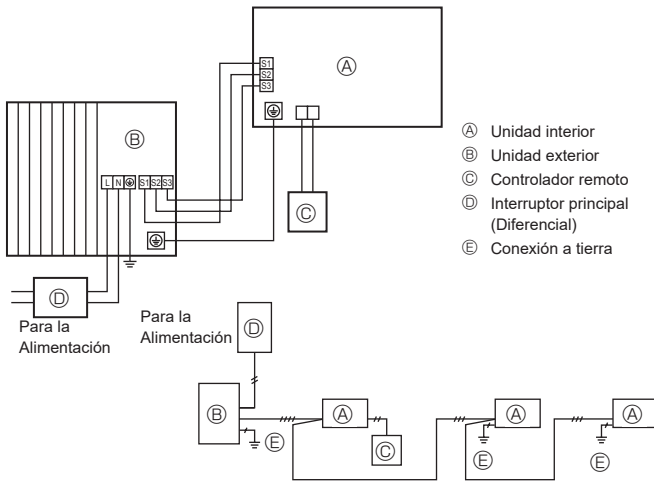 S1
S2
S3
Ⓐ
Ⓑ
L N S1 S2 S3
Ⓒ
Ⓓ
Para la
Alimentación
Ⓐ Unidad interior
Ⓑ Unidad exterior
Ⓒ Controlador remoto
Ⓓ Interruptor principal
(Diferencial)
Ⓔ Conexión a tierra
Para la
Alimentación
Ⓓ
Ⓑ
Ⓐ
Ⓐ
Ⓐ
Ⓔ
Ⓒ
Ⓔ
Ⓔ